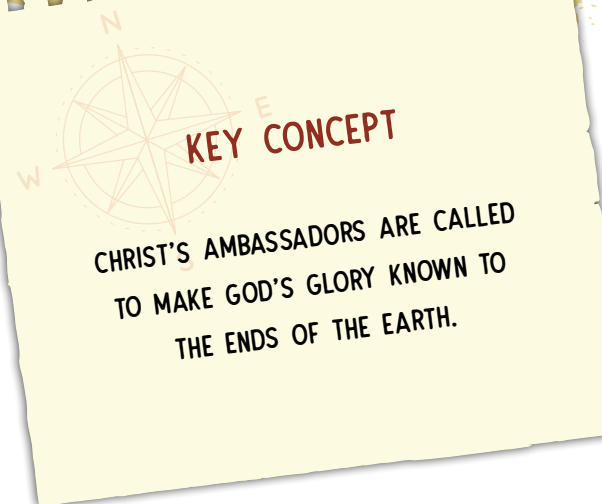 N
E
KEY CONCEPT
W
CHRIST'S AMBASSADORS ARE CALLED
S
TO MAKE GOD'S GLORY KNOWN TO
THE ENDS OF THE EARTH.